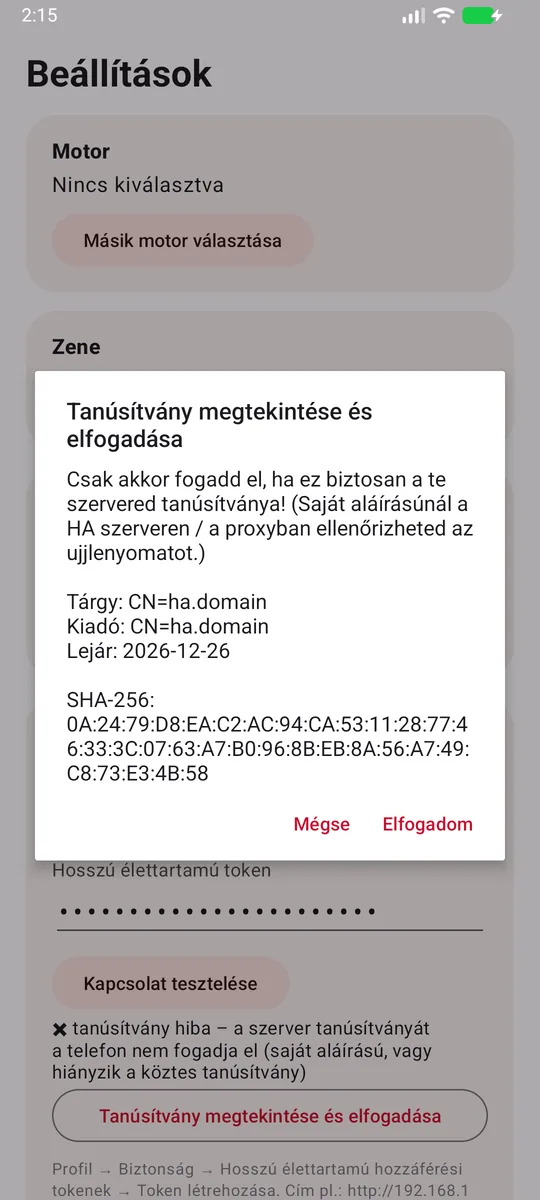 2:15
Beállítások
Motor
Nincs kiválasztva
Másik motor választása
Zene
Tanúsítvány megtekintése és
elfogadása
Csak akkor fogadd el, ha ez biztosan a te
szervered tanúsítványa! (Saját aláírásúnál a
HA szerveren / a proxyban ellenőrizheted az
ujjlenyomatot.)
Tárgy: CN=ha.domain
Kiadó: CN=ha.domain
Lejár: 2026-12-26
SHA-256:
0A:24:79:D8:EA:C2:AC:94:CA:53:11:28:77:4
6:33:3C:07:63:A7:B0:96:8B:EB:8A:56:A7:49:
C8:73:E3:4B:58
Mégse Elfogadom
Hosszú élettartamú token
••••••••••••••••••••••
Kapcsolat tesztelése
✖ tanúsítvány hiba – a szerver tanúsítványát
a telefon nem fogadja el (saját aláírású, vagy
hiányzik a köztes tanúsítvány)
Tanúsítvány megtekintése és elfogadása
Profil → Biztonság → Hosszú élettartamú hozzáférési
tokenek → Token létrehozása. Cím pl.: http://192.168.1